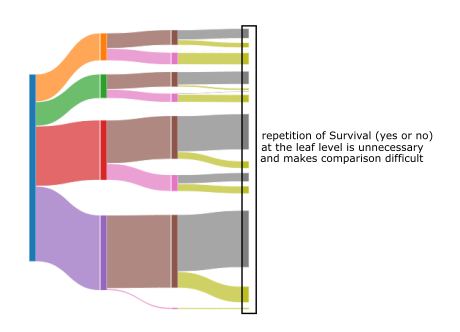 repetition of Survival (yes or no)
at the leaf level is unnecessary
and makes comparison difficult